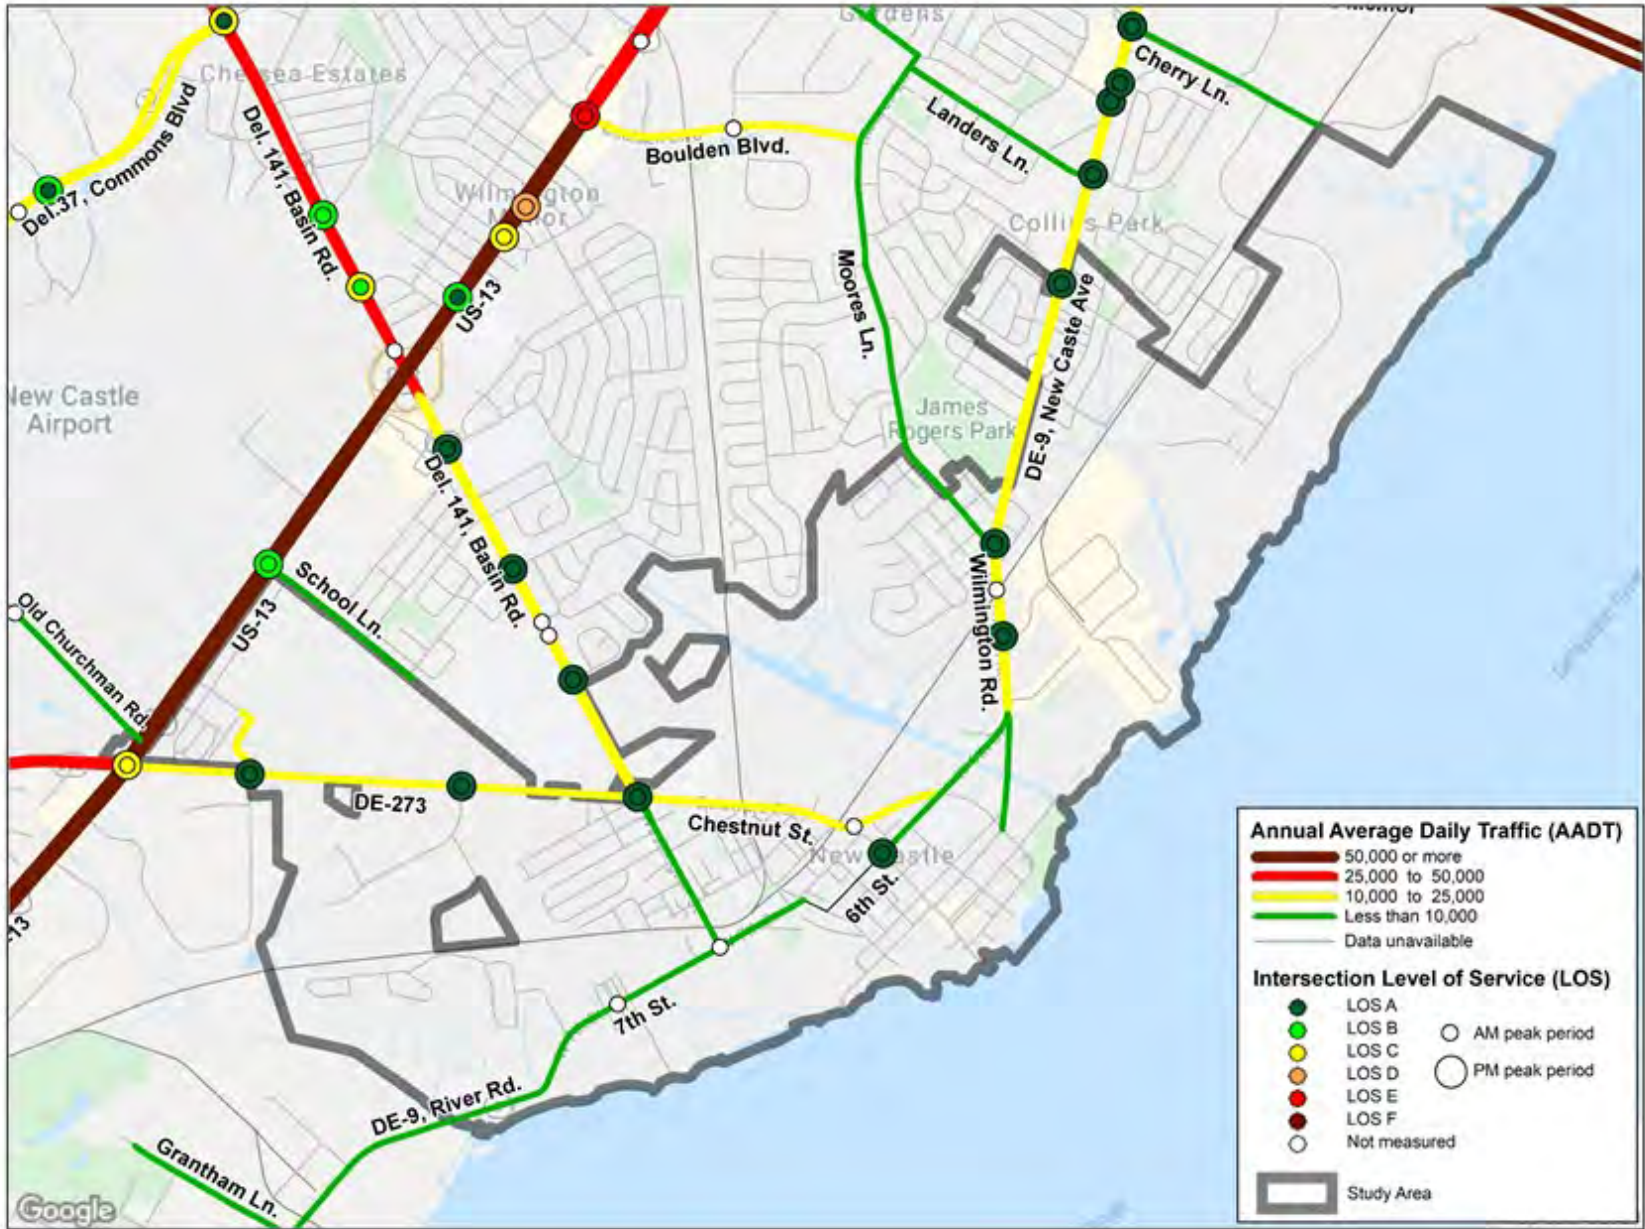 Gardens
Chelsea Estates
Cherry Ln.
Del.37, Commons Blvd
Del. 141, Basin Rd.
Boulden Blvd.
Landers Ln.
Wilmington
Manor
Collins Park
US-13
Moores Ln.
DE-9, New Caste Ave
New Castle
Airport
James
Rogers Park
Del. 141, Basin Rd.
School Ln.
Old Churchman Rd.
US-13
Wilmington Rd.
DE-273
Chestnut St.
New Castle
6th St.
-13
7th St.
DE-9, River Rd.
Grantham Ln.
Google
Annual Average Daily Traffic (AADT)
50,000 or more
25,000 to 50,000
10,000 to 25,000
Less than 10,000
Data unavailable
Intersection Level of Service (LOS)
LOS A
LOS B
LOS C
LOS D
LOS E
LOS F
Not measured
AM peak period
PM peak period
Study Area